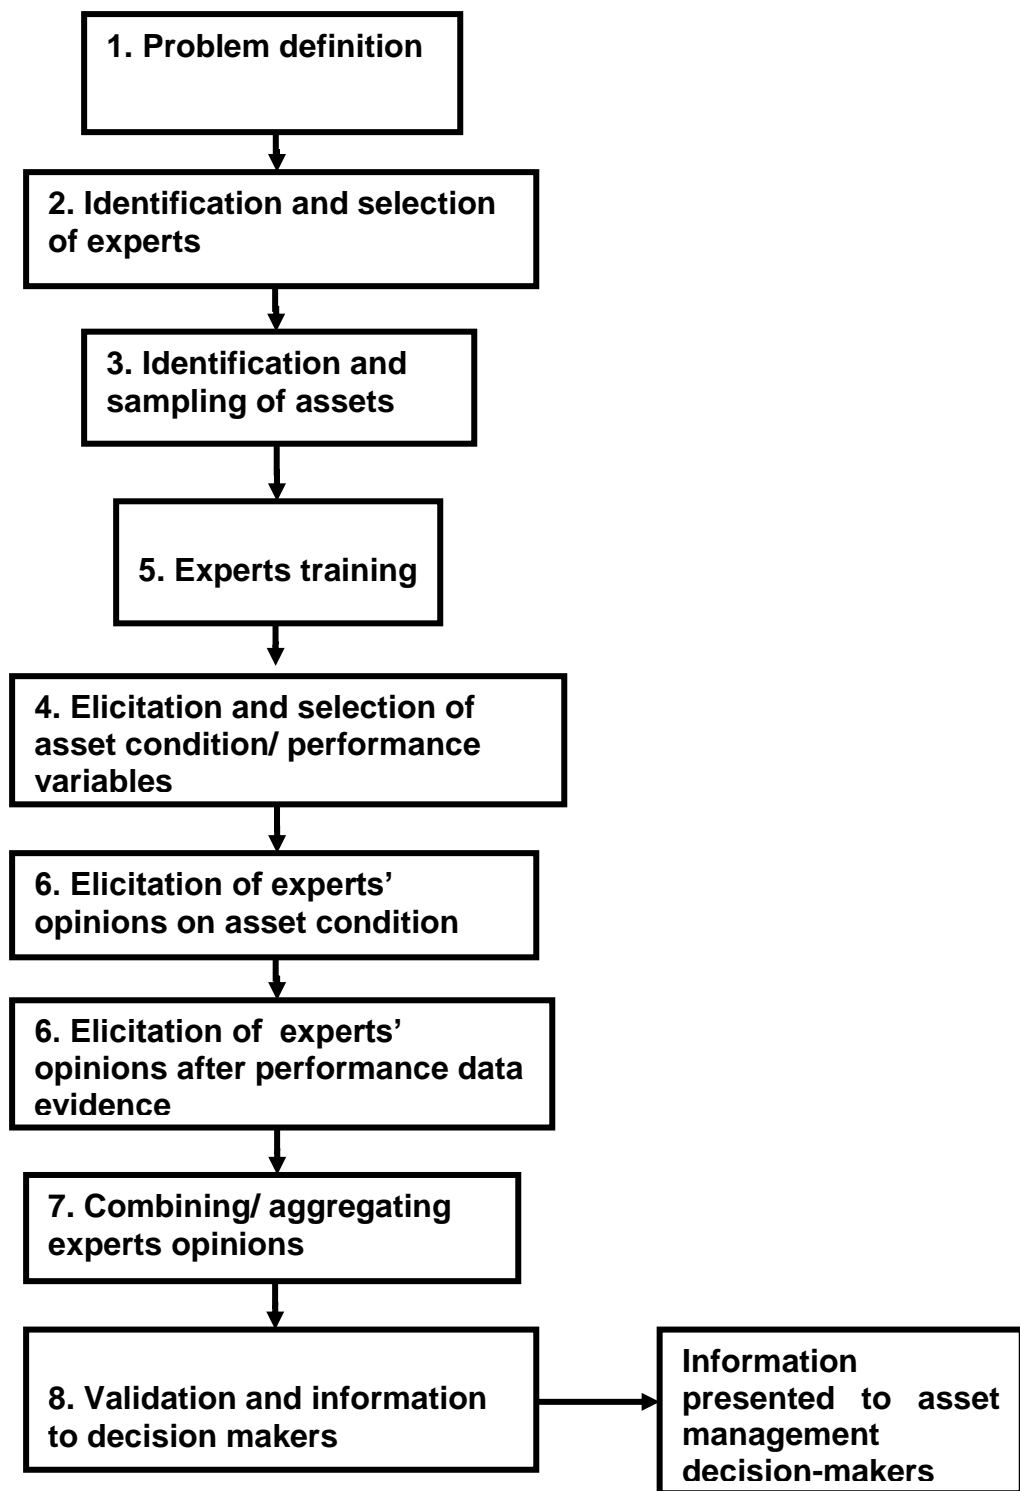 1. Problem definition
2. Identification and selection
of experts
3. Identification and
sampling of assets
5. Experts training
4. Elicitation and selection of
asset condition/ performance
variables
6. Elicitation of experts’
opinions on asset condition
6. Elicitation of  experts’
opinions after performance data
evidence
7. Combining/ aggregating
experts opinions
8. Validation and information
to decision makers
Information
presented to asset
management
decision-makers